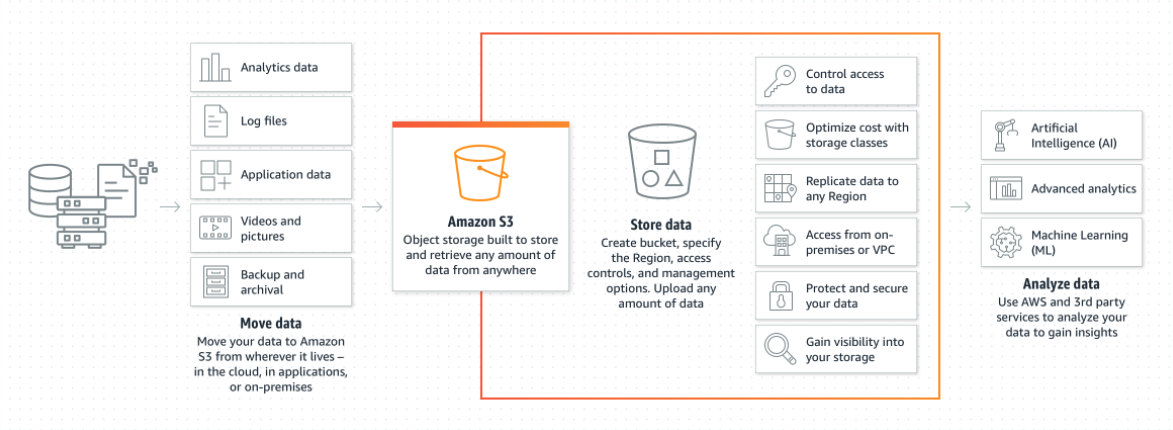 Analytics data
Log files
Application data
Videos and
pictures
Backup and
archival
Move data
Move your data to Amazon
S3 from wherever it lives –
in the cloud, in applications,
or on-premises
Amazon S3
Object storage built to store
and retrieve any amount of
data from anywhere
Store data
Create bucket, specify
the Region, access
controls, and management
options. Upload any
amount of data
Control access
to data
Optimize cost with
storage classes
Replicate data to
any Region
Access from on-
premises or VPC
Protect and secure
your data
Gain visibility into
your storage
Artificial
Intelligence (AI)
Advanced analytics
Machine Learning
(ML)
Analyze data
Use AWS and 3rd party
services to analyze your
data to gain insights